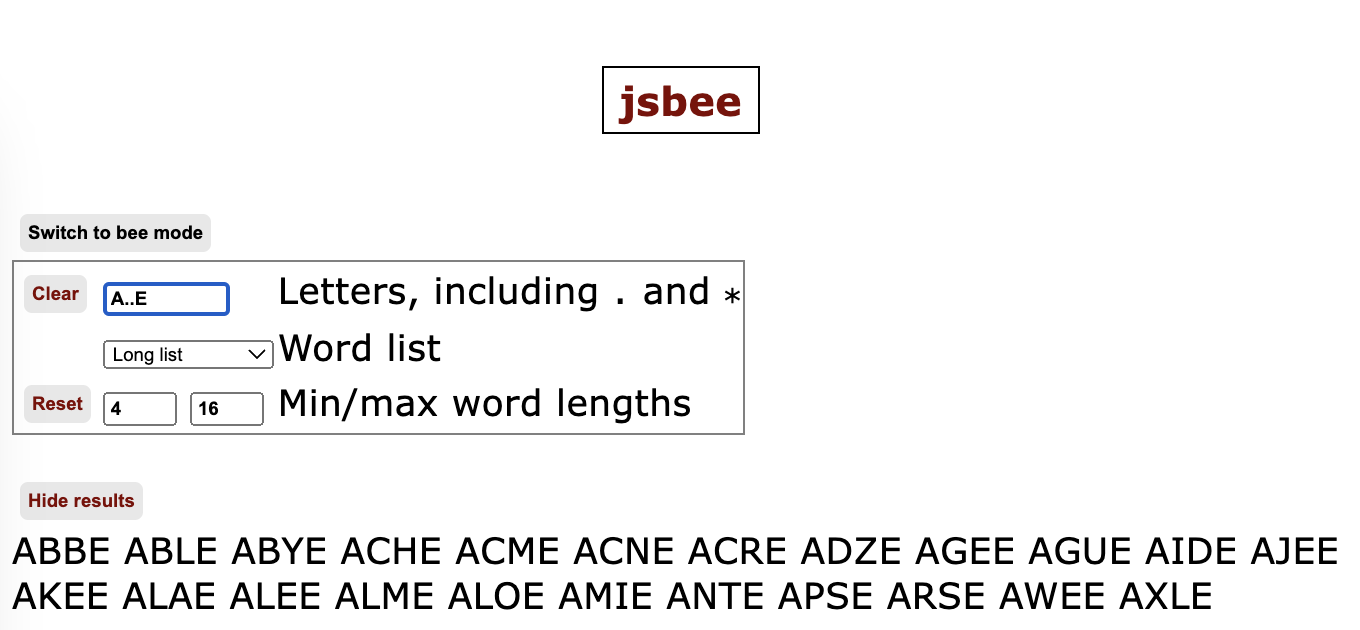 jsbee
Switch to bee mode
Clear A..E Letters, including . and *
Long list Word list
Reset 4 16 Min/max word lengths
Hide results
ABBE ABLE ABYE ACHE ACME ACNE ACRE ADZE AGEE AGUE AIDE AJEE
AKEE ALAE ALEE ALME ALOE AMIE ANTE APSE ARSE AWEE AXLE